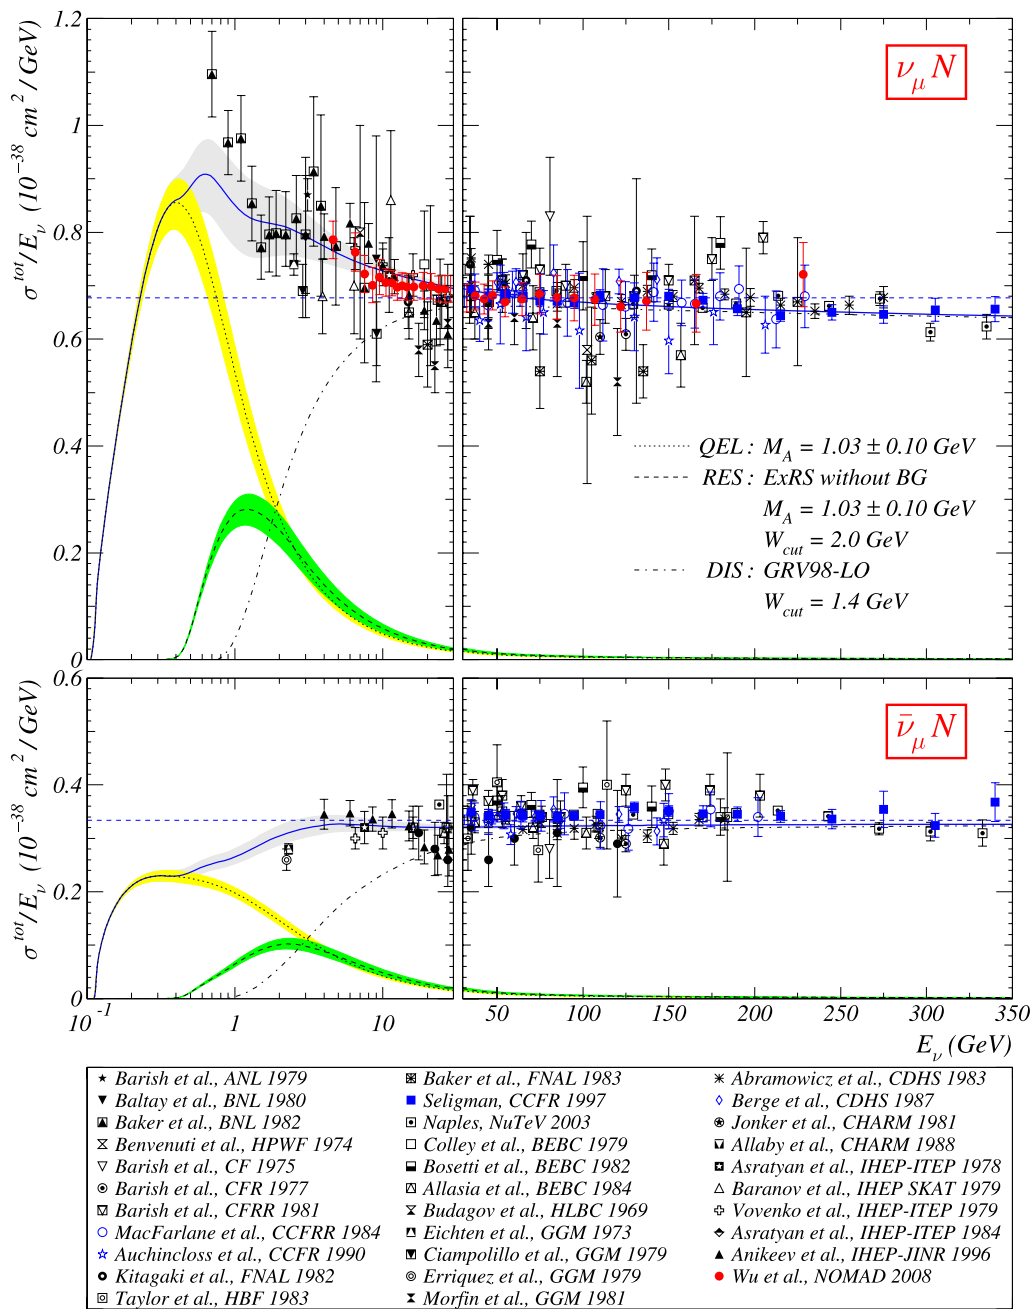 σ^tot/E_ν (10^-38 cm^2/GeV)
1.2
1
0.8
0.6
0.4
0.2
0
ν_μ N
QEL : M_A = 1.03 ± 0.10 GeV
RES : ExRS without BG
M_A = 1.03 ± 0.10 GeV
W_cut = 2.0 GeV
DIS : GRV98-LO
W_cut = 1.4 GeV
σ^tot/E_ν (10^-38 cm^2/GeV)
0.6
0.4
0.2
0
ν̄_μ N
10^-1 1 10 50 100 150 200 250 300 350
E_ν (GeV)
Barish et al., ANL 1979 Baker et al., FNAL 1983 Abramowicz et al., CDHS 1983
Baltay et al., BNL 1980 Seligman, CCFR 1997 Berge et al., CDHS 1987
Baker et al., BNL 1982 Naples, NuTeV 2003 Jonker et al., CHARM 1981
Benvenuti et al., HPWF 1974 Colley et al., BEBC 1979 Allaby et al., CHARM 1988
Barish et al., CF 1975 Bosetti et al., BEBC 1982 Asratyan et al., IHEP-ITEP 1978
Barish et al., CFR 1977 Allasia et al., BEBC 1984 Baranov et al., IHEP SKAT 1979
Barish et al., CFRR 1981 Budagov et al., HLBC 1969 Vovenko et al., IHEP-ITEP 1979
MacFarlane et al., CCFRR 1984 Eichten et al., GGM 1973 Asratyan et al., IHEP-ITEP 1984
Auchincloss et al., CCFR 1990 Ciampolillo et al., GGM 1979 Anikeev et al., IHEP-JINR 1996
Kitagaki et al., FNAL 1982 Erriquez et al., GGM 1979 Wu et al., NOMAD 2008
Taylor et al., HBF 1983 Morfin et al., GGM 1981